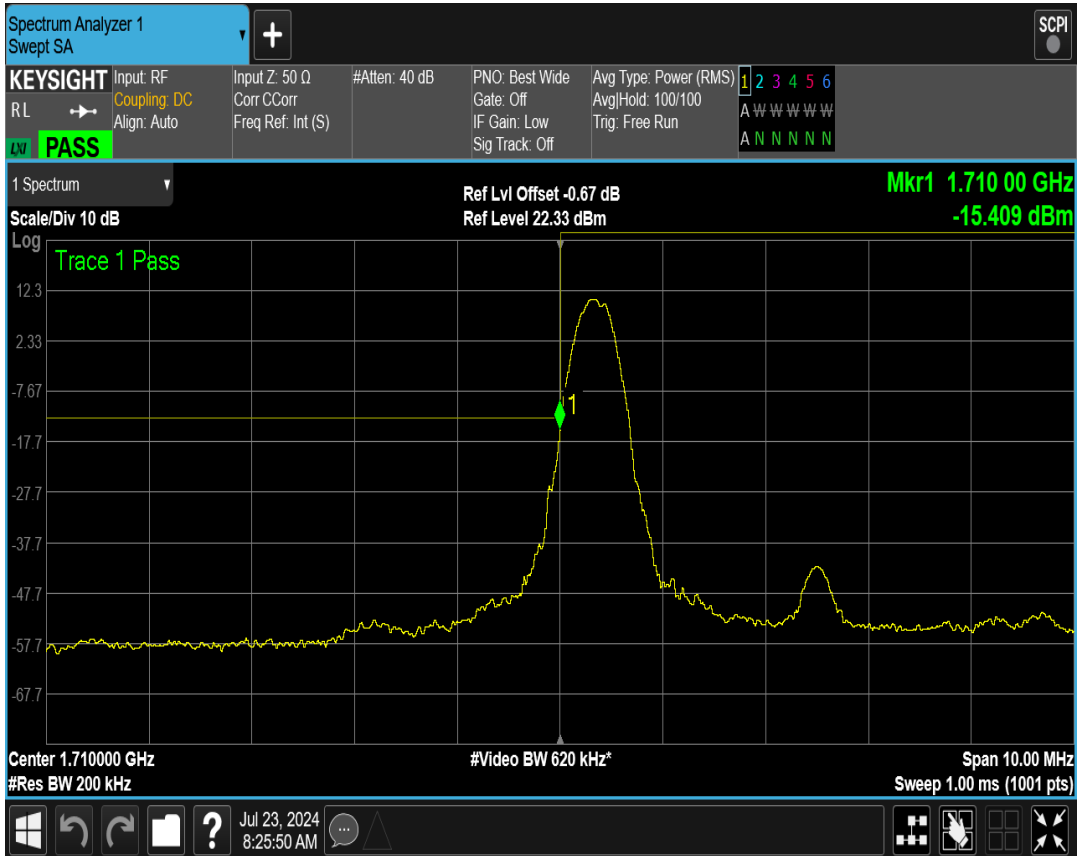 Spectrum Analyzer 1
Swept SA
SCPI
KEYSIGHT
RL
LXI PASS
Input: RF
Coupling: DC
Align: Auto
Input Z: 50 Ω
Corr CCorr
Freq Ref: Int (S)
#Atten: 40 dB
PNO: Best Wide
Gate: Off
IF Gain: Low
Sig Track: Off
Avg Type: Power (RMS)
Avg|Hold: 100/100
Trig: Free Run
1 2 3 4 5 6
A W W W W W
A N N N N N
1 Spectrum
Scale/Div 10 dB
Ref Lvl Offset -0.67 dB
Ref Level 22.33 dBm
Mkr1 1.710 00 GHz
-15.409 dBm
Log
Trace 1 Pass
12.3
2.33
-7.67
1
-17.7
-27.7
-37.7
-47.7
-57.7
-67.7
Center 1.710000 GHz
#Res BW 200 kHz
#Video BW 620 kHz*
Span 10.00 MHz
Sweep 1.00 ms (1001 pts)
?
Jul 23, 2024
8:25:50 AM